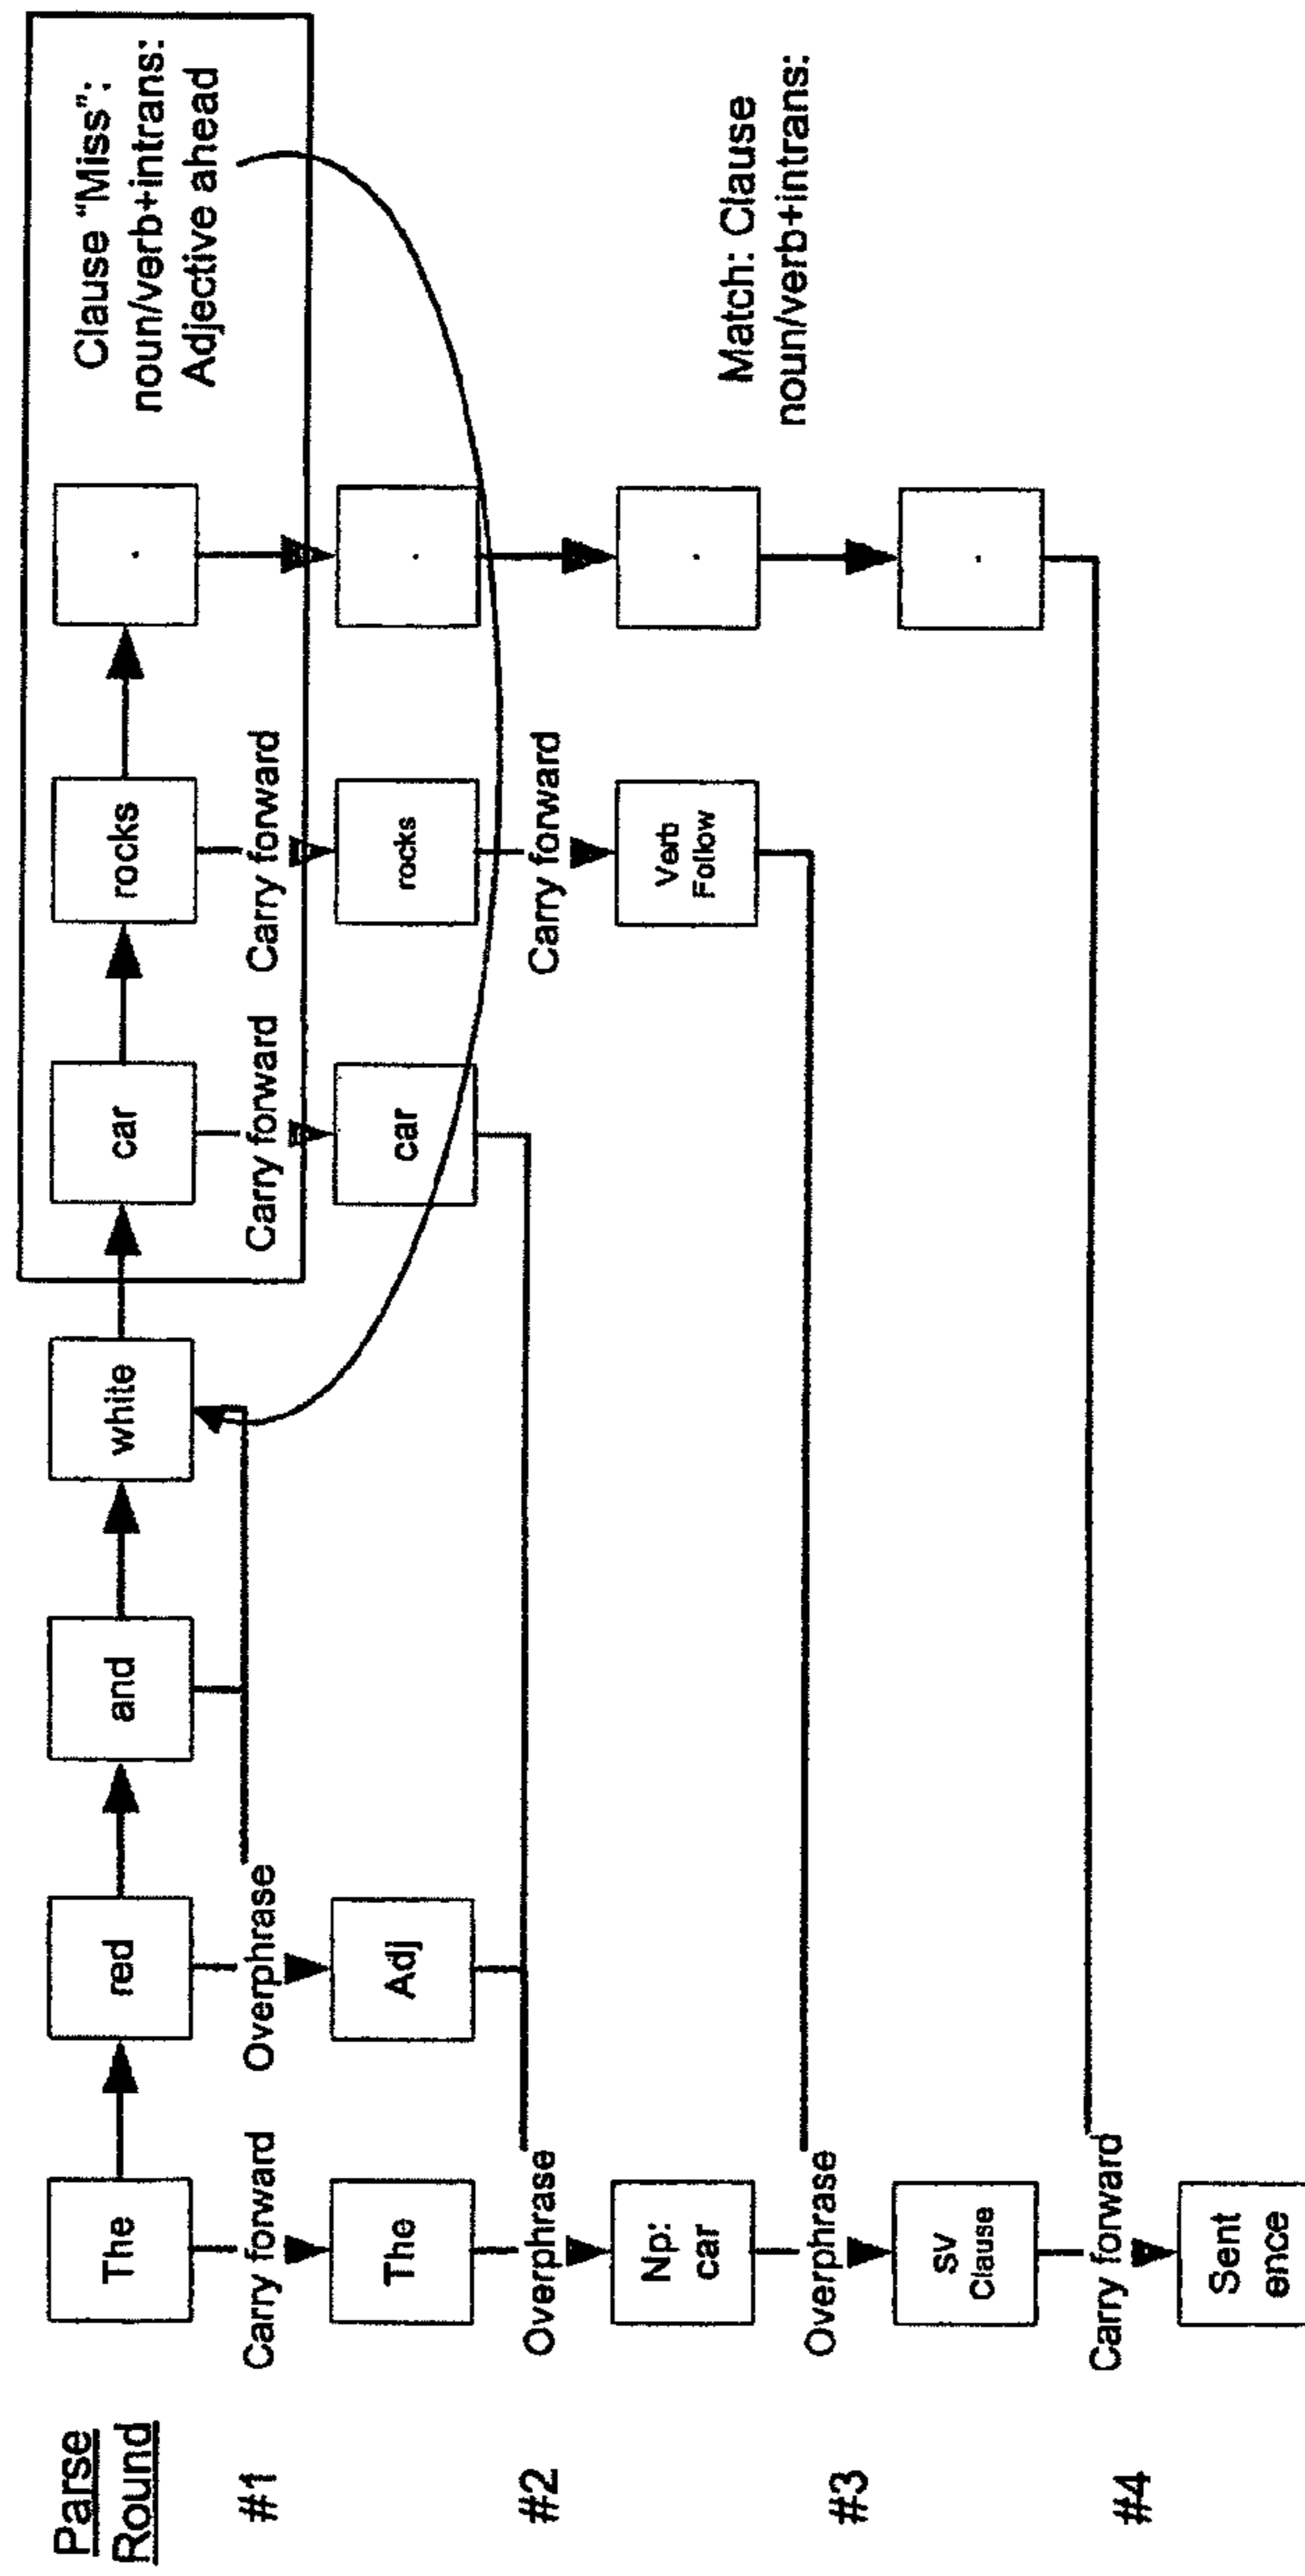 Parse
Round
The
red
and
white
car
rocks
.
Clause “Miss”:
noun/verb+intrans:
Adjective ahead
#1
Carry forward
Overphrase
Carry forward
Carry forward
The
Adj
car
rocks
.
#2
Overphrase
Carry forward
Np:
car
Verb
Follow
.
Match: Clause
noun/verb+intrans:
#3
Overphrase
SV
Clause
.
#4
Carry forward
Sent
ence